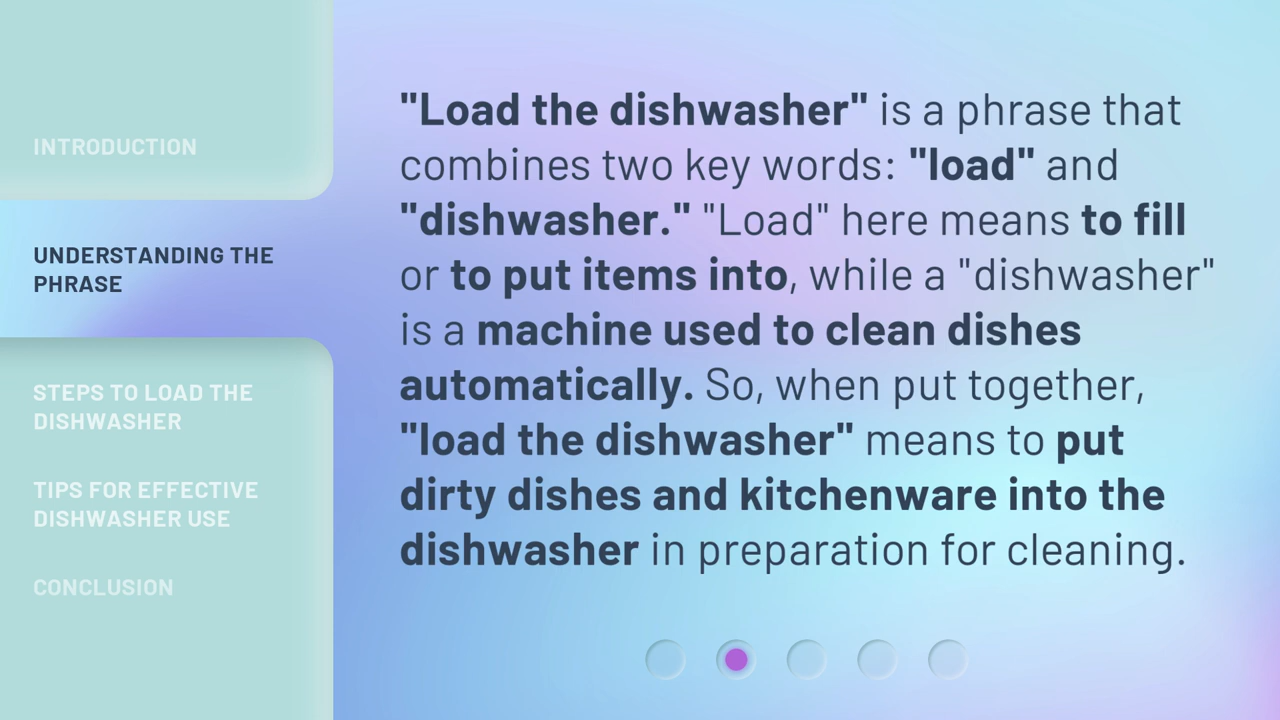 INTRODUCTION
UNDERSTANDING THE
PHRASE
STEPS TO LOAD THE
DISHWASHER
TIPS FOR EFFECTIVE
DISHWASHER USE
CONCLUSION
"Load the dishwasher" is a phrase that
combines two key words: "load" and
"dishwasher." "Load" here means to fill
or to put items into, while a "dishwasher"
is a machine used to clean dishes
automatically. So, when put together,
"load the dishwasher" means to put
dirty dishes and kitchenware into the
dishwasher in preparation for cleaning.